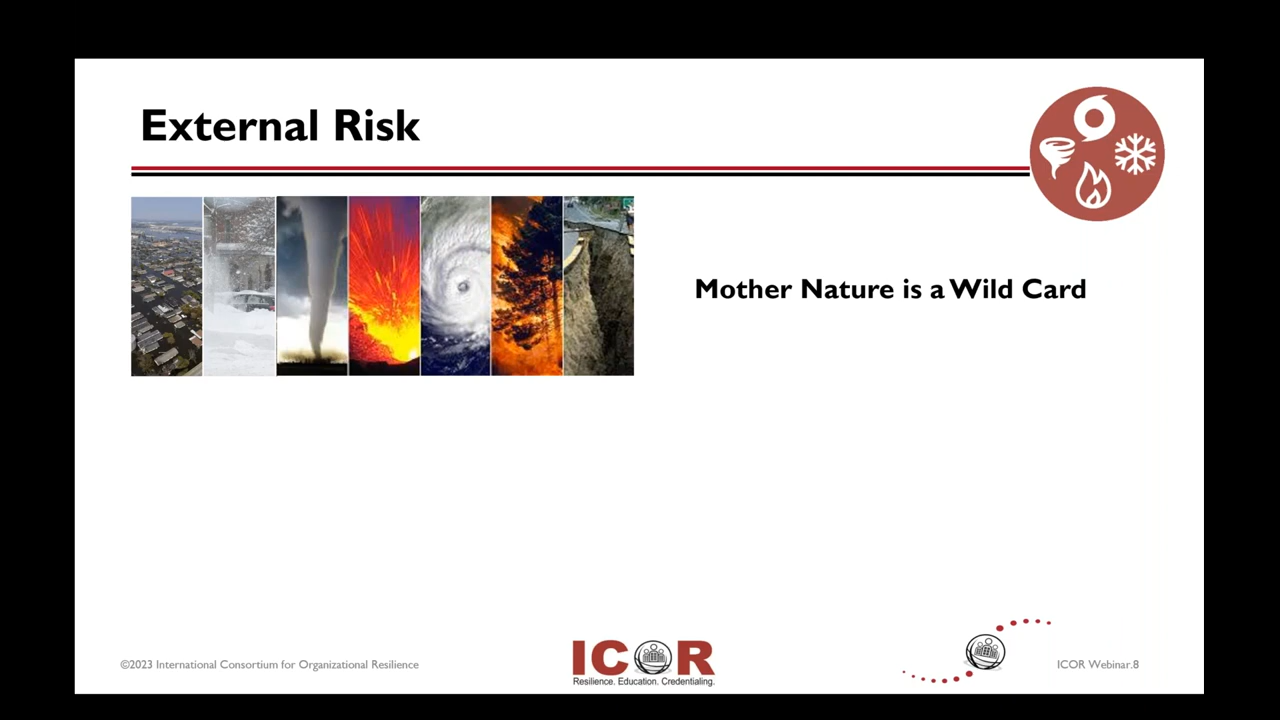 External Risk
Mother Nature is a Wild Card
©2023 International Consortium for Organizational Resilience
ICOR
Resilience. Education. Credentialing.
ICOR Webinar.8